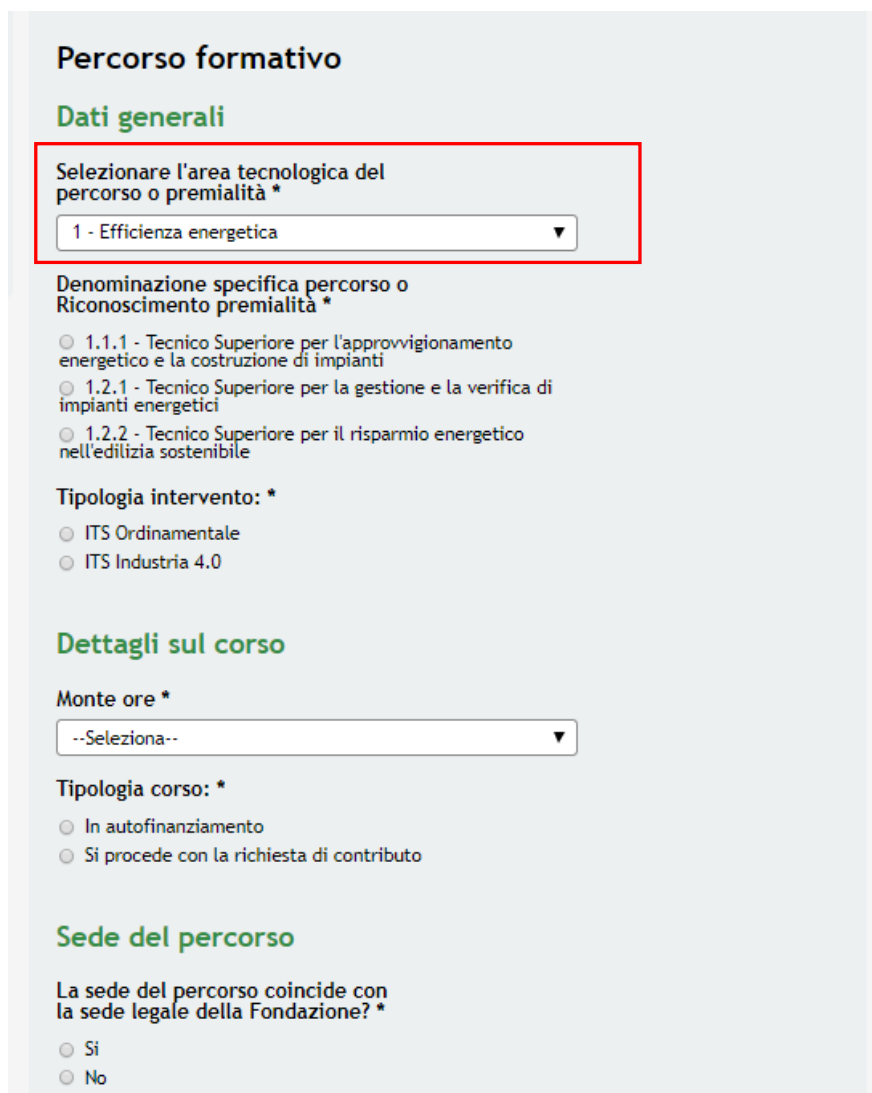 Percorso formativo
Dati generali
Selezionare l'area tecnologica del
percorso o premialità *
1 - Efficienza energetica
Denominazione specifica percorso o
Riconoscimento premialità *
1.1.1 - Tecnico Superiore per l'approvvigionamento
energetico e la costruzione di impianti
1.2.1 - Tecnico Superiore per la gestione e la verifica di
impianti energetici
1.2.2 - Tecnico Superiore per il risparmio energetico
nell'edilizia sostenibile
Tipologia intervento: *
ITS Ordinamentale
ITS Industria 4.0
Dettagli sul corso
Monte ore *
--Seleziona--
Tipologia corso: *
In autofinanziamento
Si procede con la richiesta di contributo
Sede del percorso
La sede del percorso coincide con
la sede legale della Fondazione? *
Si
No